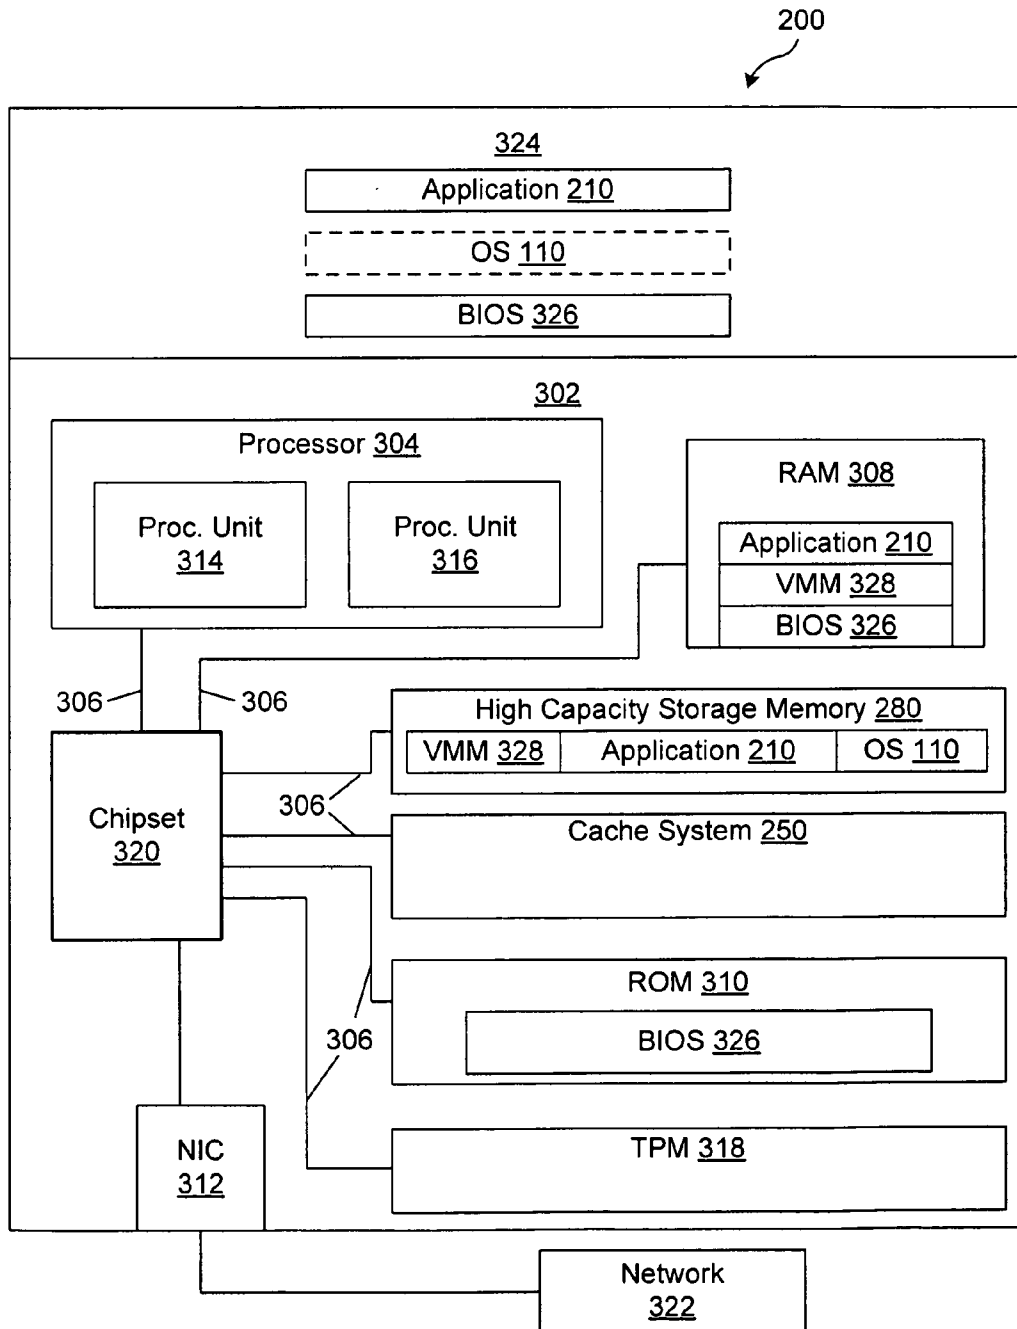 200
324
Application 210
OS 110
BIOS 326
302
Processor 304
Proc. Unit
314
Proc. Unit
316
RAM 308
Application 210
VMM 328
BIOS 326
306
306
High Capacity Storage Memory 280
VMM 328
Application 210
OS 110
306
Chipset
320
Cache System 250
ROM 310
BIOS 326
306
NIC
312
TPM 318
Network
322